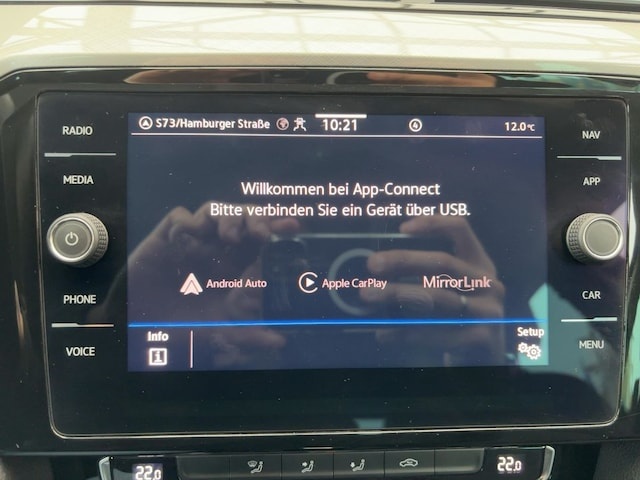 RADIO
MEDIA
PHONE
VOICE
S73/Hamburger Straße
10:21
4
12.0°C
Willkommen bei App-Connect
Bitte verbinden Sie ein Gerät über USB.
Android Auto
Apple CarPlay
MirrorLink
Info
i
Setup
NAV
APP
CAR
MENU
22.0
22.0